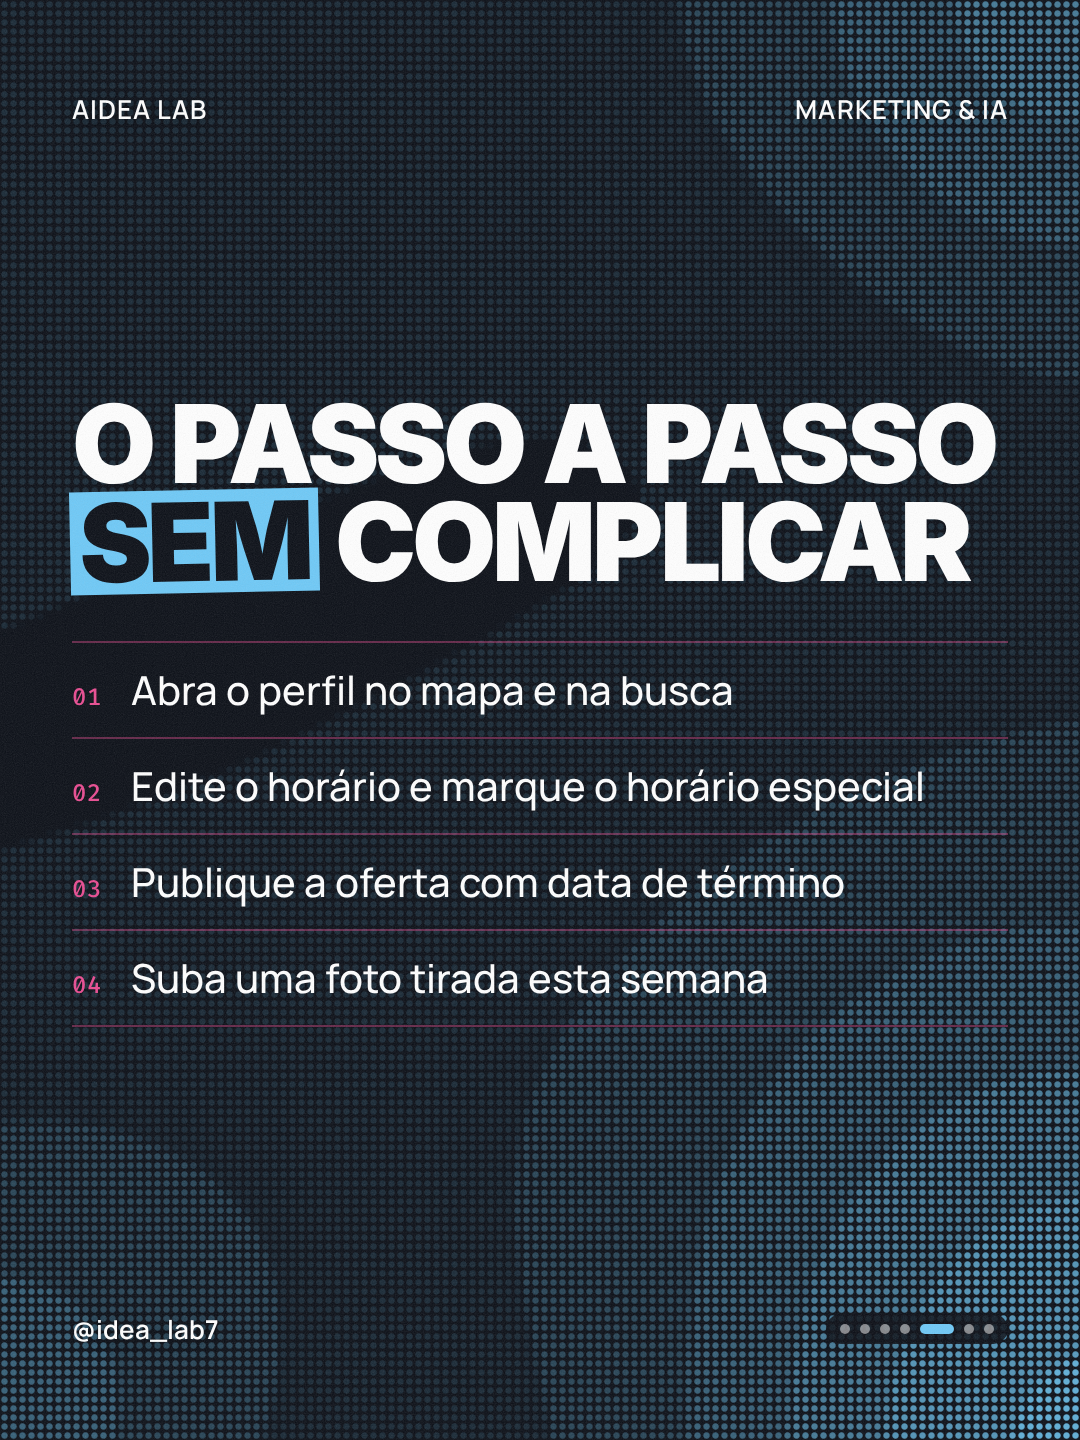 AIDEA LAB
MARKETING & IA
O PASSO A PASSO
SEM COMPLICAR
01 Abra o perfil no mapa e na busca
02 Edite o horário e marque o horário especial
03 Publique a oferta com data de término
04 Suba uma foto tirada esta semana
@idea_lab7